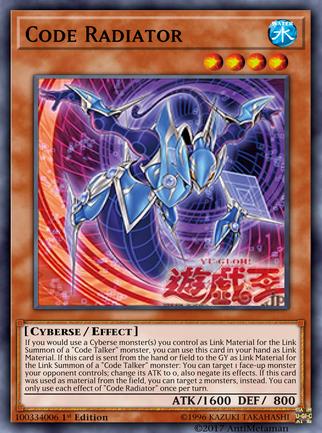 Code Radiator
WATER
水
YU-GI-OH!
遊戯王
.JP
[Cyberse / Effect]
If you would use a Cyberse monster(s) you control as Link Material for the Link
Summon of a "Code Talker" monster, you can use this card in your hand as Link
Material. If this card is sent from the hand or field to the GY as Link Material for
the Link Summon of a "Code Talker" monster: You can target 1 face-up monster
your opponent controls; change its ATK to 0, also negate its effects. If this card
was used as material from the field, you can target 2 monsters, instead. You can
only use each effect of "Code Radiator" once per turn.
ATK/1600 DEF/ 800
100334006 1st Edition
©1996 KAZUKI TAKAHASHI
©2017 AntiMetaman